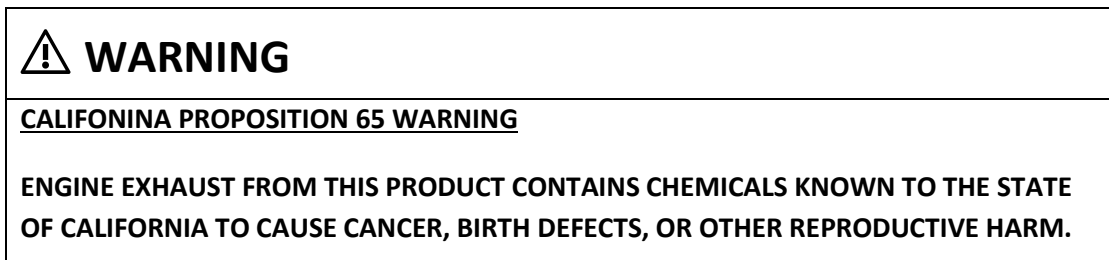 WARNING
CALIFONINA PROPOSITION 65 WARNING
ENGINE EXHAUST FROM THIS PRODUCT CONTAINS CHEMICALS KNOWN TO THE STATE
OF CALIFORNIA TO CAUSE CANCER, BIRTH DEFECTS, OR OTHER REPRODUCTIVE HARM.